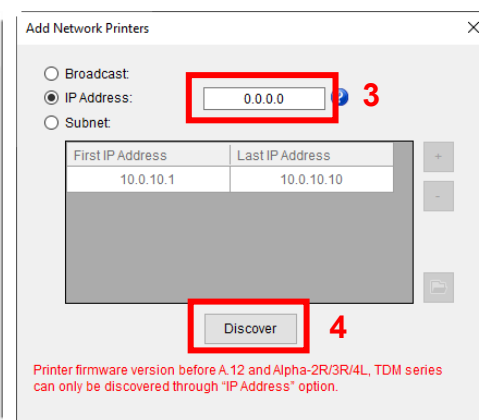 Add Network Printers
Broadcast:
IP Address: 0.0.0.0 ? 3
Subnet:
First IP Address Last IP Address +
10.0.10.1 10.0.10.10
-
Discover 4
Printer firmware version before A.12 and Alpha-2R/3R/4L, TDM series
can only be discovered through "IP Address" option.